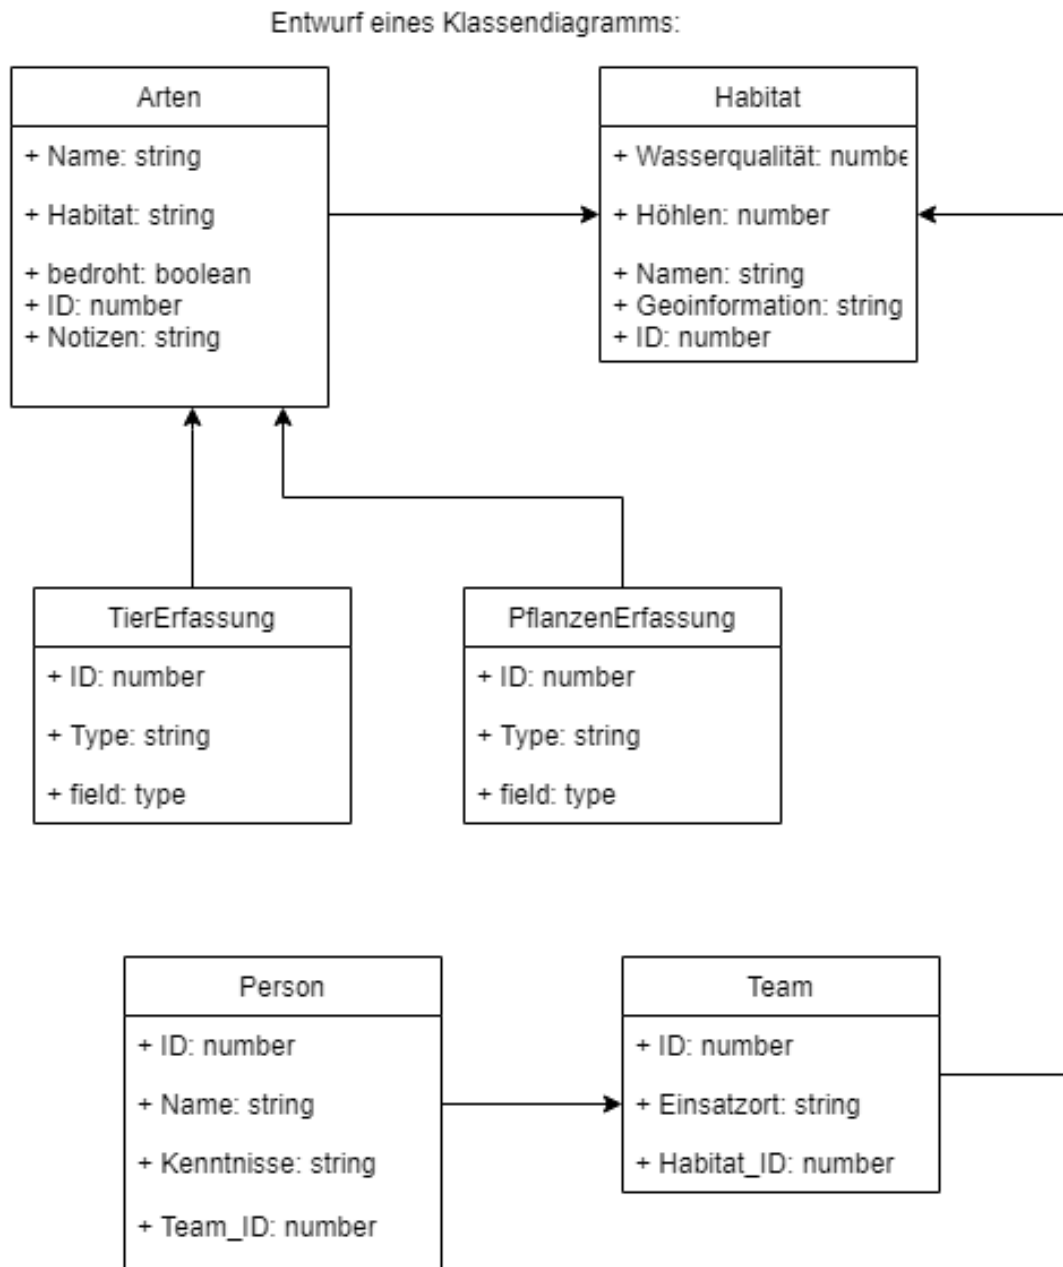 Entwurf eines Klassendiagramms:
Arten
+ Name: string
+ Habitat: string
+ bedroht: boolean
+ ID: number
+ Notizen: string
Habitat
+ Wasserqualität: numbe
+ Höhlen: number
+ Namen: string
+ Geoinformation: string
+ ID: number
TierErfassung
+ ID: number
+ Type: string
+ field: type
PflanzenErfassung
+ ID: number
+ Type: string
+ field: type
Person
+ ID: number
+ Name: string
+ Kenntnisse: string
+ Team_ID: number
Team
+ ID: number
+ Einsatzort: string
+ Habitat_ID: number